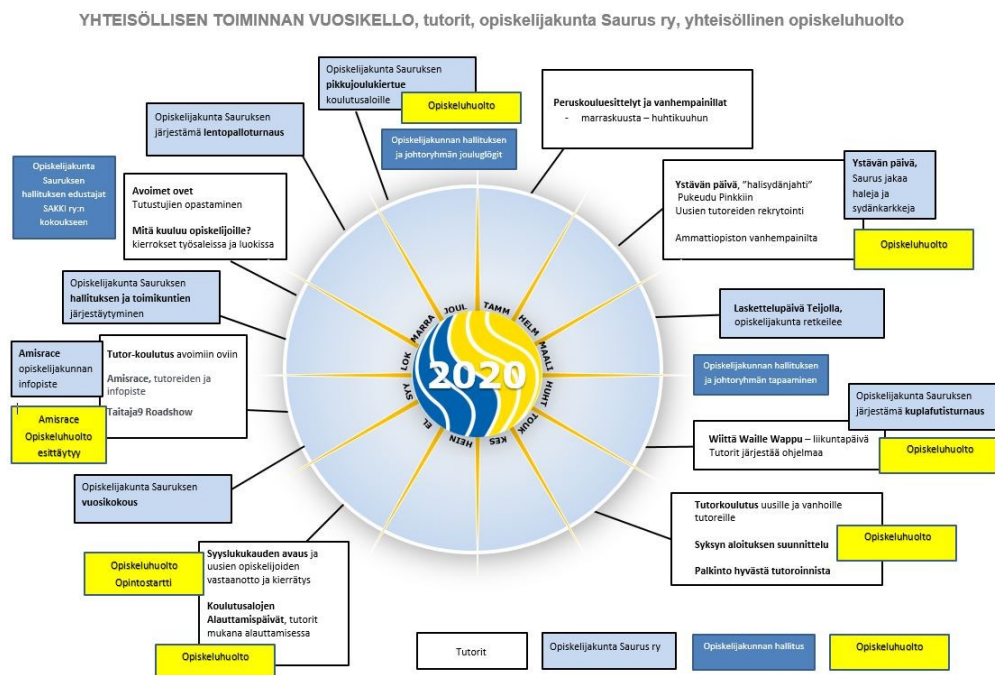 YHTEISÖLLISEN TOIMINNAN VUOSIKELLO, tutorit, opiskelijakunta Saurus ry, yhteisöllinen opiskeluhuolto
Opiskelijakunta Sauruksen
pikkujoulukiertue
koulutusaloille
Opiskeluhuolto
Opiskelijakunnan hallituksen
ja johtoryhmän jouluglögit
Peruskouluesittelyt ja vanhempainillat
- marraskuusta – huhtikuuhun
Ystävän päivä, "halisydänjahti"
Pukeudu Pinkkiin
Uusien tutoreiden rekrytointi
Ammattiopiston vanhempainilta
Ystävän päivä,
Saurus jakaa
haleja ja
sydänkarkkeja
Opiskeluhuolto
Laskettelupäivä Teijolla,
opiskelijakunta retkeilee
Opiskelijakunnan hallituksen
ja johtoryhmän tapaaminen
Opiskelijakunta Sauruksen
järjestämä kuplafutisturnaus
Wiittä Waille Wappu – liikuntapäivä
Tutorit järjestää ohjelmaa
Opiskeluhuolto
Tutorkoulutus uusille ja vanhoille
tutoreille
Syksyn aloituksen suunnittelu
Palkinto hyvästä tutoroinnista
Opiskeluhuolto
Syyslukukauden avaus ja
uusien opiskelijoiden
vastaanotto ja kierrätys
Koulutusalojen
Alauttamispäivät, tutorit
mukana alauttamisessa
Opiskeluhuolto
Opintostartti
Opiskeluhuolto
Opiskelijakunta Sauruksen
vuosikokous
Tutor-koulutus avoimiin oviin
Amisrace, tutoreiden ja
infopiste
Taitaja9 Roadshow
Amisrace
opiskelijakunnan
infopiste
Amisrace
Opiskeluhuolto
esittäytyy
Opiskelijakunta Sauruksen
hallituksen ja toimikuntien
järjestäytyminen
Avoimet ovet
Tutustujien opastaminen
Mitä kuuluu opiskelijoille?
kierrokset työsaleissa ja luokissa
Opiskelijakunta
Sauruksen
hallituksen edustajat
SAKKI ry:n
kokoukseen
Opiskelijakunta Sauruksen
järjestämä lentopalloturnaus
TAMM
HELM
MAALI
HUHT
TOUK
KES
HEIN
EL
SYY
LOK
MARRA
JOUL
2020
Tutorit
Opiskelijakunta Saurus ry
Opiskelijakunnan hallitus
Opiskeluhuolto